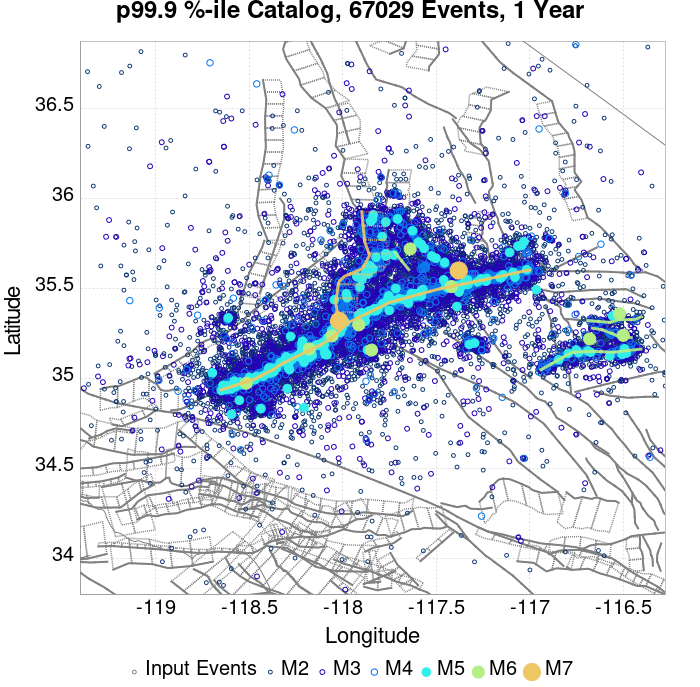 p99.9 %-ile Catalog, 67029 Events, 1 Year
Latitude
36.5
36
35.5
35
34.5
34
-119 -118.5 -118 -117.5 -117 -116.5
Longitude
Input Events M2 M3 M4 M5 M6 M7